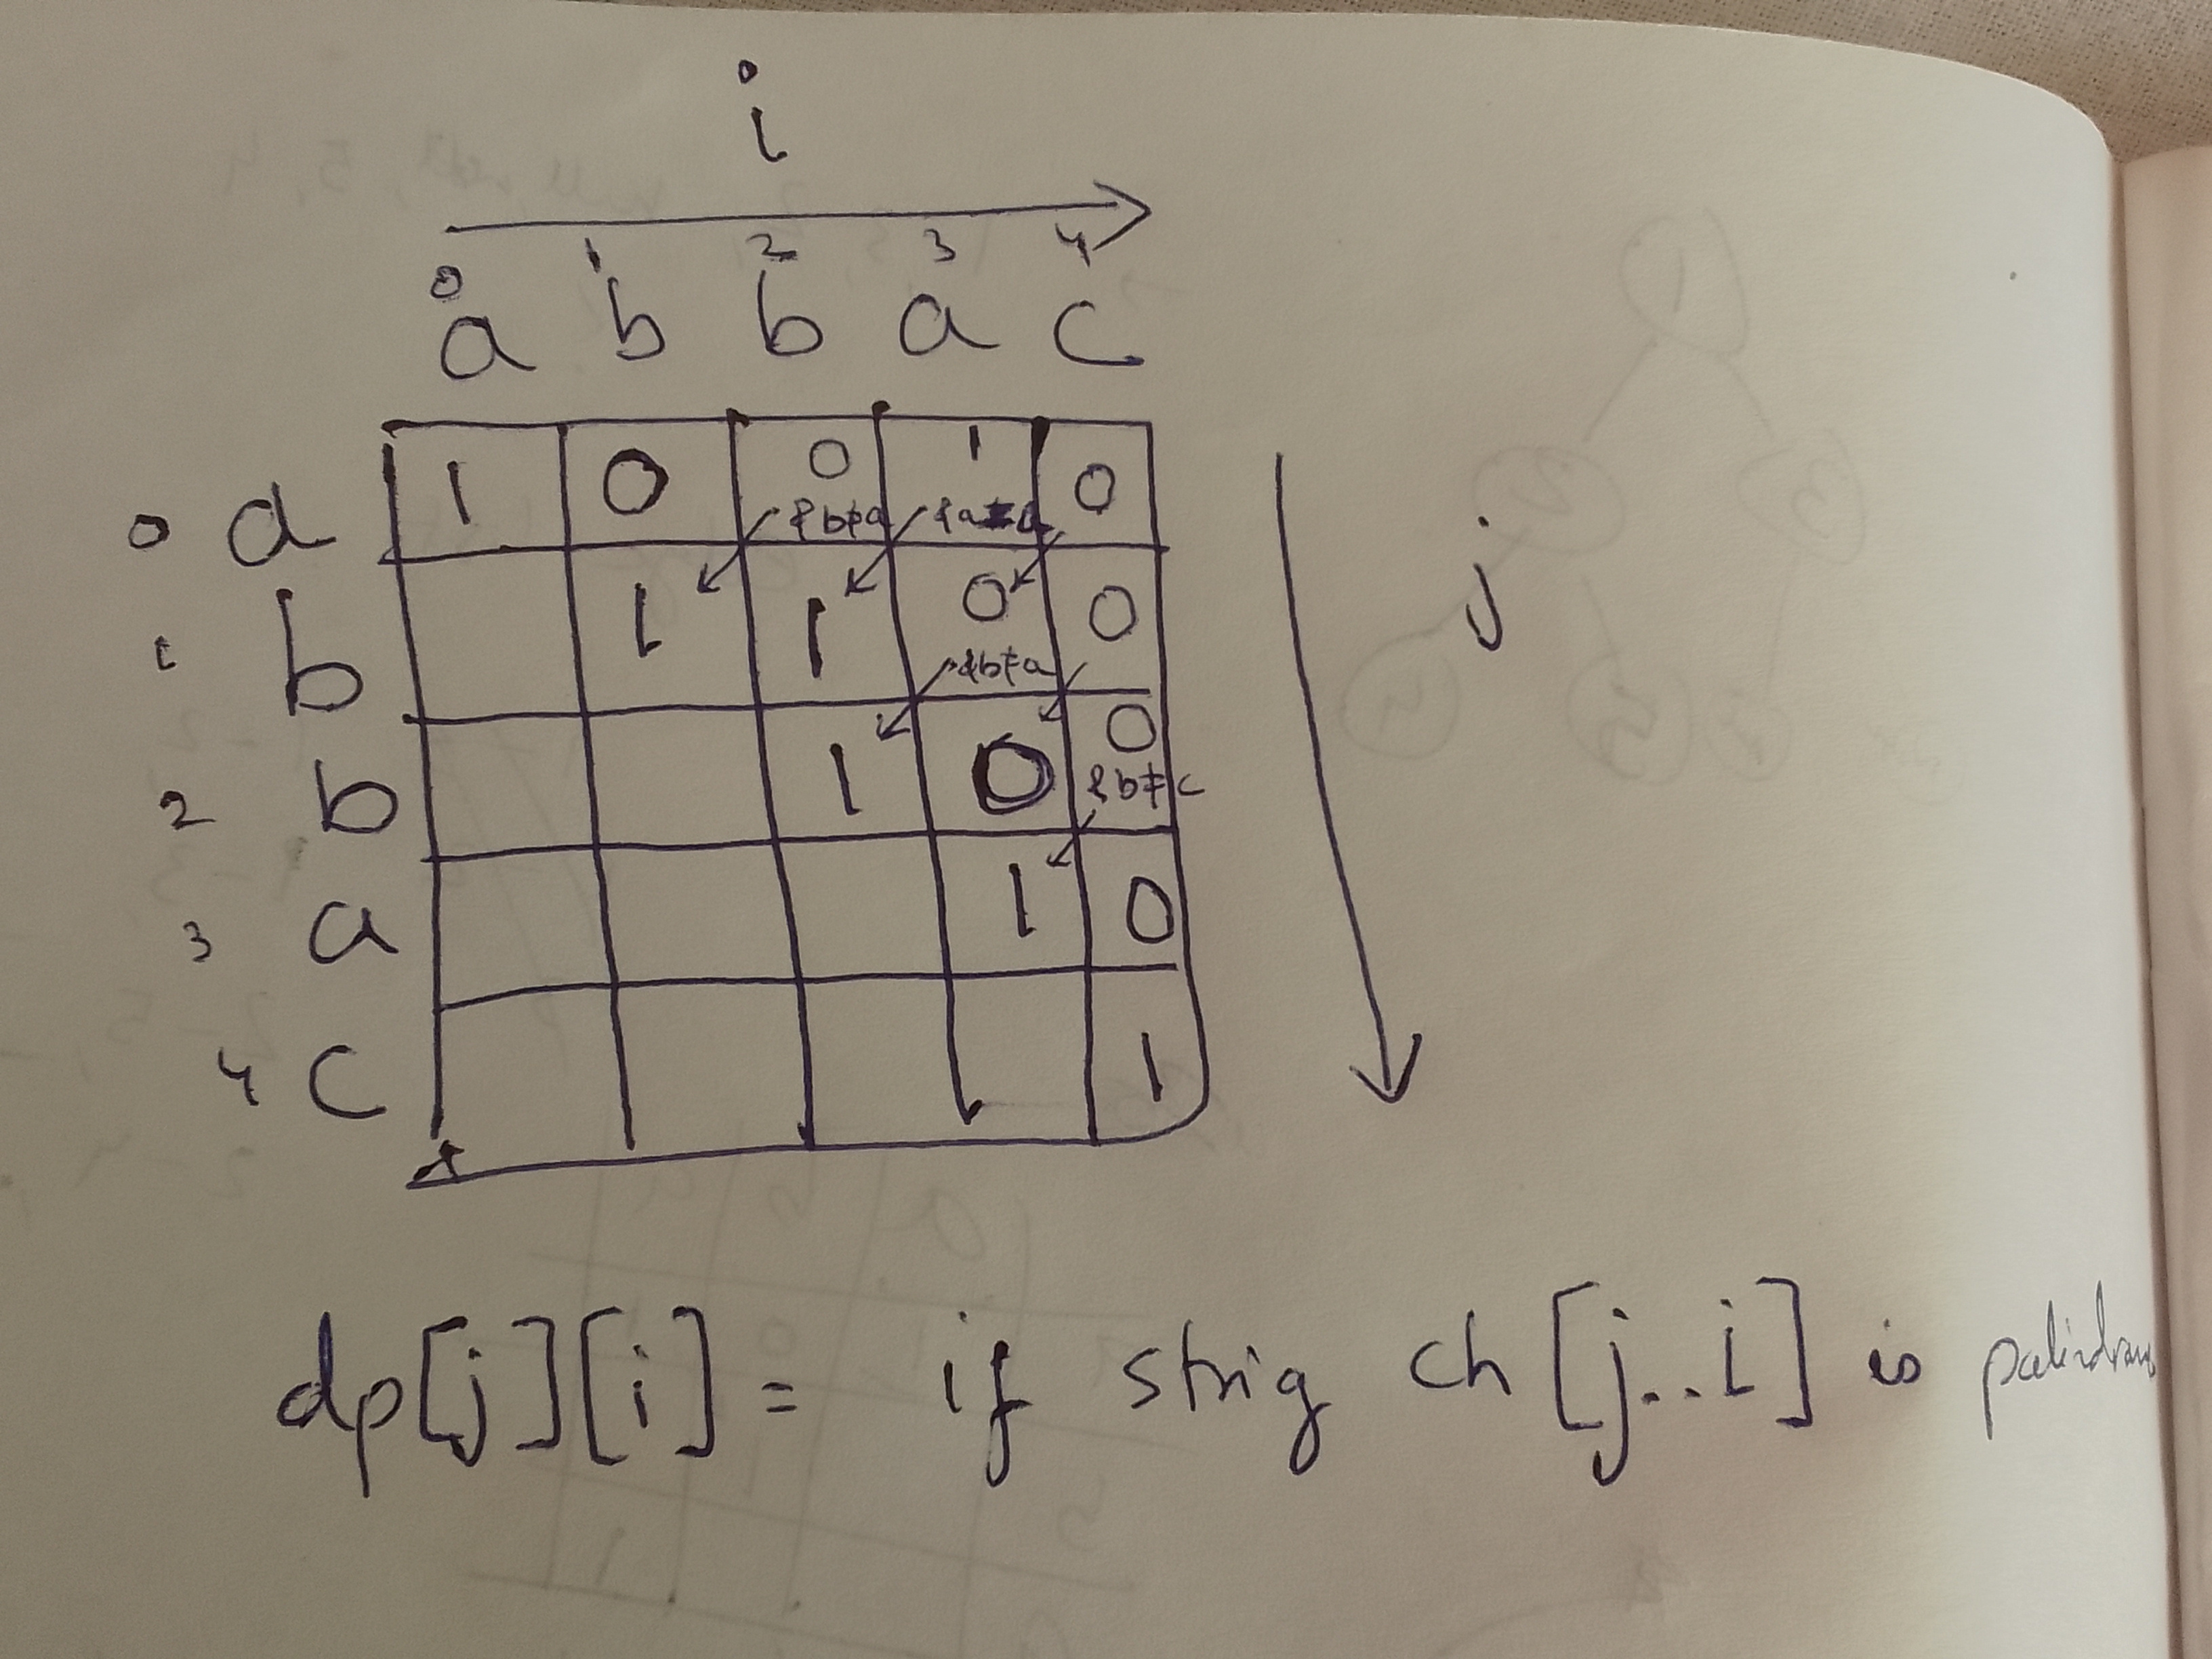 i
0 1 2 3 4
a b b a c
0 a 1 0 0 &b≠a 1 &a=a 0
1 b 1 1 0 &b≠a 0
2 b 1 0 0 &b≠c
3 a 1 0
4 c 1
j
dp[j][i] = if strig ch[j..i] is